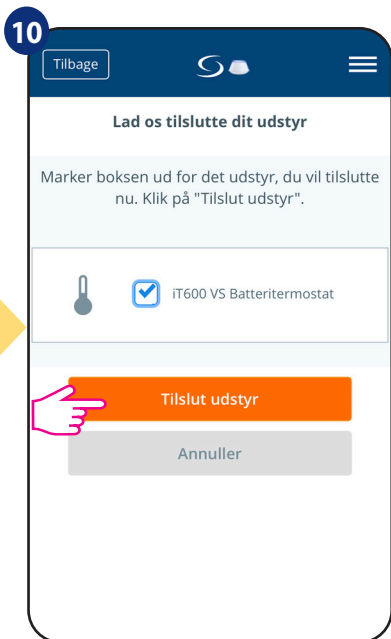 10
Tilbage
Lad os tilslutte dit udstyr
Marker boksen ud for det udstyr, du vil tilslutte
nu. Klik på "Tilslut udstyr".
iT600 VS Batteritermostat
Tilslut udstyr
Annuller